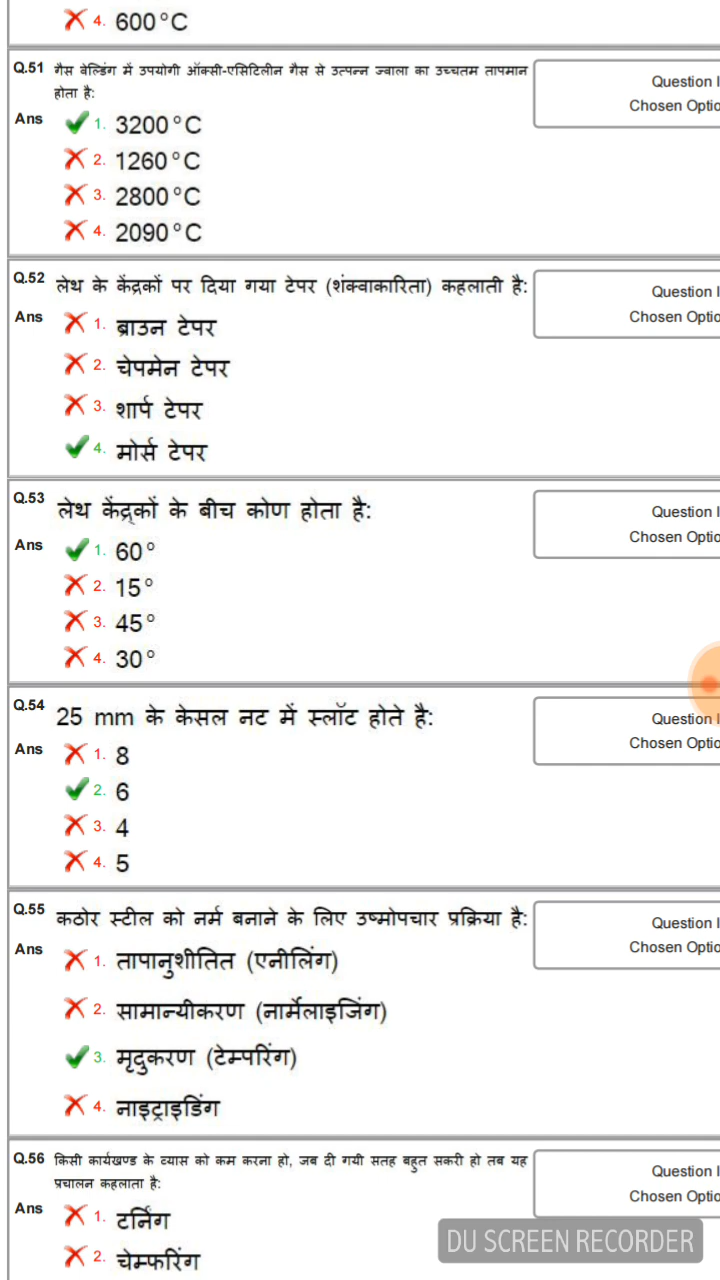 4. 600°C
Q.51 गैस वेल्डिंग में उपयोगी ऑक्सी-एसिटिलीन गैस से उत्पन्न ज्वाला का उच्चतम तापमान
होता है:
Question I
Chosen Optio
Ans 1. 3200°C
2. 1260°C
3. 2800°C
4. 2090°C
Q.52 लेथ के केंद्रकों पर दिया गया टेपर (शंक्वाकारिता) कहलाती है:
Question I
Chosen Optio
Ans 1. ब्राउन टेपर
2. चेपमेन टेपर
3. शार्प टेपर
4. मोर्स टेपर
Q.53 लेथ केंद्रकों के बीच कोण होता है:
Question I
Chosen Optio
Ans 1. 60°
2. 15°
3. 45°
4. 30°
Q.54 25 mm के केसल नट में स्लॉट होते है:
Question I
Chosen Optio
Ans 1. 8
2. 6
3. 4
4. 5
Q.55 कठोर स्टील को नर्म बनाने के लिए उष्मोपचार प्रक्रिया है:
Question I
Chosen Optio
Ans 1. तापानुशीतित (एनीलिंग)
2. सामान्यीकरण (नार्मेलाइजिंग)
3. मृदुकरण (टेम्परिंग)
4. नाइट्राइडिंग
Q.56 किसी कार्यखण्ड के व्यास को कम करना हो, जब दी गयी सतह बहुत सकरी हो तब यह
प्रचालन कहलाता है:
Question I
Chosen Optio
Ans 1. टर्निंग
2. चेम्फरिंग
DU SCREEN RECORDER